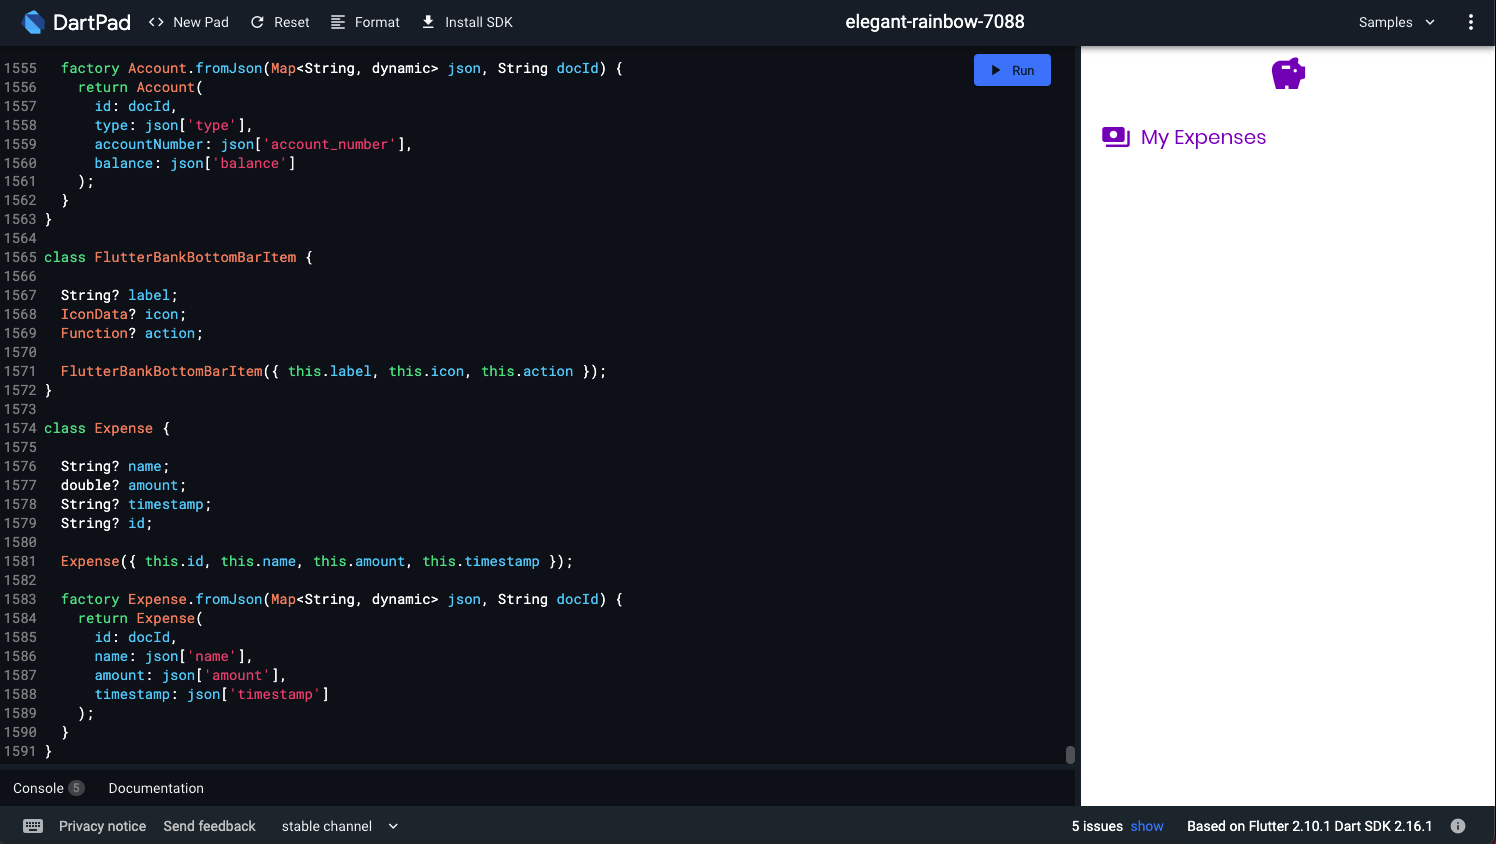 DartPad
New Pad
Reset
Format
Install SDK
elegant-rainbow-7088
Samples
Run
1555 factory Account.fromJson(Map<String, dynamic> json, String docId) {
1556 return Account(
1557 id: docId,
1558 type: json['type'],
1559 accountNumber: json['account_number'],
1560 balance: json['balance']
1561 );
1562 }
1563 }
1564
1565 class FlutterBankBottomBarItem {
1566
1567 String? label;
1568 IconData? icon;
1569 Function? action;
1570
1571 FlutterBankBottomBarItem({ this.label, this.icon, this.action });
1572 }
1573
1574 class Expense {
1575
1576 String? name;
1577 double? amount;
1578 String? timestamp;
1579 String? id;
1580
1581 Expense({ this.id, this.name, this.amount, this.timestamp });
1582
1583 factory Expense.fromJson(Map<String, dynamic> json, String docId) {
1584 return Expense(
1585 id: docId,
1586 name: json['name'],
1587 amount: json['amount'],
1588 timestamp: json['timestamp']
1589 );
1590 }
1591 }
My Expenses
Console 5
Documentation
Privacy notice
Send feedback
stable channel
5 issues show
Based on Flutter 2.10.1 Dart SDK 2.16.1